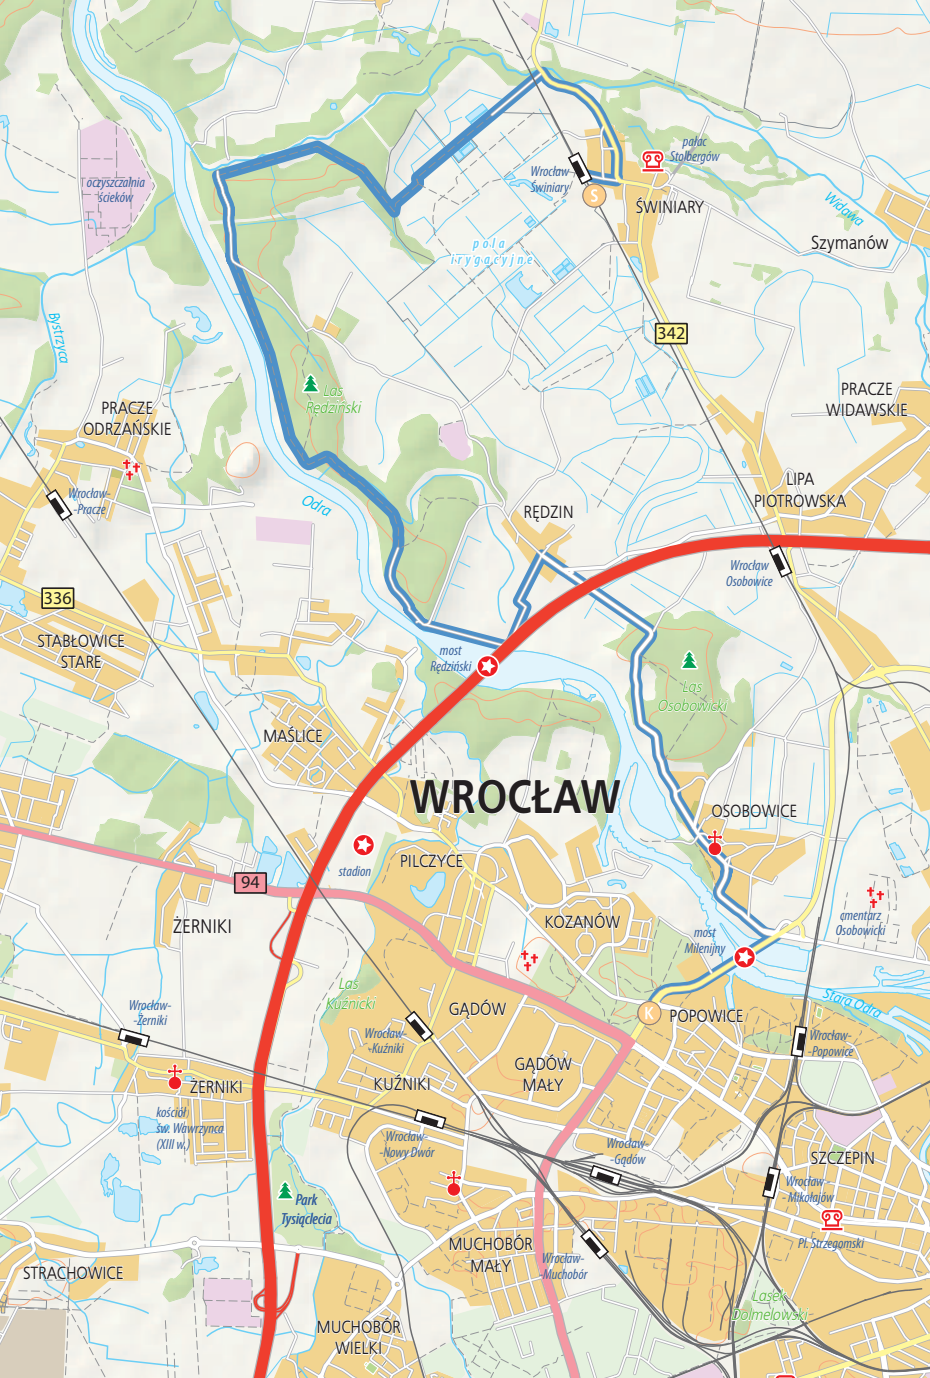 pałac
Stolbergów
oczyszczalnia
ścieków
Wrocław-
Świniary
S
ŚWINIARY
Widawa
Szymanów
pola
irygacyjne
Bystrzyca
342
PRACZE
WIDAWSKIE
Las
Rędziński
PRACZE
ODRZAŃSKIE
LIPA
PIOTROWSKA
Wrocław-
-Pracze
Odra
RĘDZIN
Wrocław
Osobowice
336
STABŁOWICE
STARE
most
Rędziński
Las
Osobowicki
MAŚLICE
WROCŁAW
OSOBOWICE
PILCZYCE
stadion
94
ŻERNIKI
KOZANÓW
most
Milenijny
cmentarz
Osobowicki
Las
Kuźnicki
Stara Odra
Wrocław-
-Żerniki
GĄDÓW
K
POPOWICE
Wrocław-
-Kuźniki
Wrocław-
-Popowice
GĄDÓW
MAŁY
ŻERNIKI
KUŹNIKI
kościół
św. Wawrzynca
(XIII w.)
Wrocław-
-Nowy Dwór
Wrocław-
-Gądów
SZCZEPIN
Wrocław -
- Mikołajów
Park
Tysiąclecia
MUCHOBÓR
MAŁY
Pl. Strzegomski
Wrocław-
-Muchobór
STRACHOWICE
Lasek
Dolmelowski
MUCHOBÓR
WIELKI